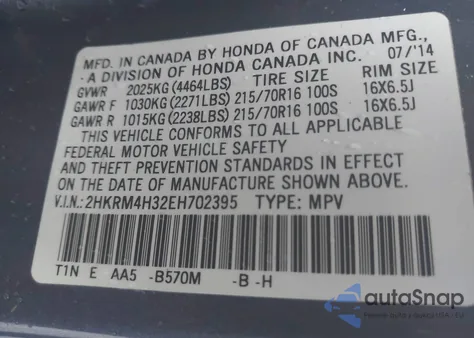 MFD. IN CANADA BY HONDA OF CANADA MFG.,
- A DIVISION OF HONDA CANADA INC. 07/'14
GVWR 2025KG (4464LBS) TIRE SIZE RIM SIZE
GAWR F 1030KG (2271LBS) 215/70R16 100S 16X6.5J
GAWR R 1015KG (2238LBS) 215/70R16 100S 16X6.5J
THIS VEHICLE CONFORMS TO ALL APPLICABLE
FEDERAL MOTOR VEHICLE SAFETY
AND THEFT PREVENTION STANDARDS IN EFFECT
ON THE DATE OF MANUFACTURE SHOWN ABOVE.
V.I.N.: 2HKRM4H32EH702395 TYPE: MPV
T1N E AA5 -B570M -B -H
autoSnap